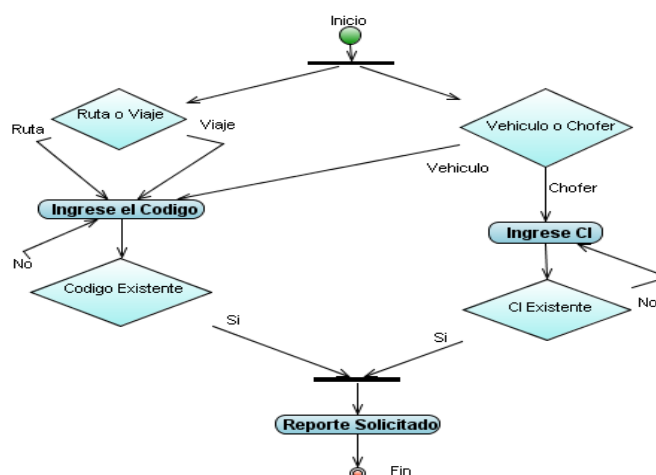 Inicio
Ruta o Viaje
Vehiculo o Chofer
Ruta
Viaje
Vehiculo
Chofer
Ingrese el Codigo
Ingrese CI
No
Codigo Existente
CI Existente
No
Si
Si
Reporte Solicitado
Fin